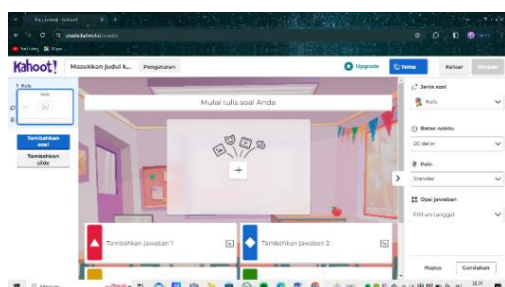 Kahoot!
Masukkan judul k...
Pengaturan
Upgrade
Tema
Keluar
Simpan
Kuis
Tambahkan soal
Tambahkan slide
Mulai tulis soal Anda
Tambahkan jawaban 1
Tambahkan jawaban 2
Jenis soal
Kuis
Batas waktu
20 detik
Poin
Standar
Opsi jawaban
Pilihan tunggal
Hapus
Gandakan